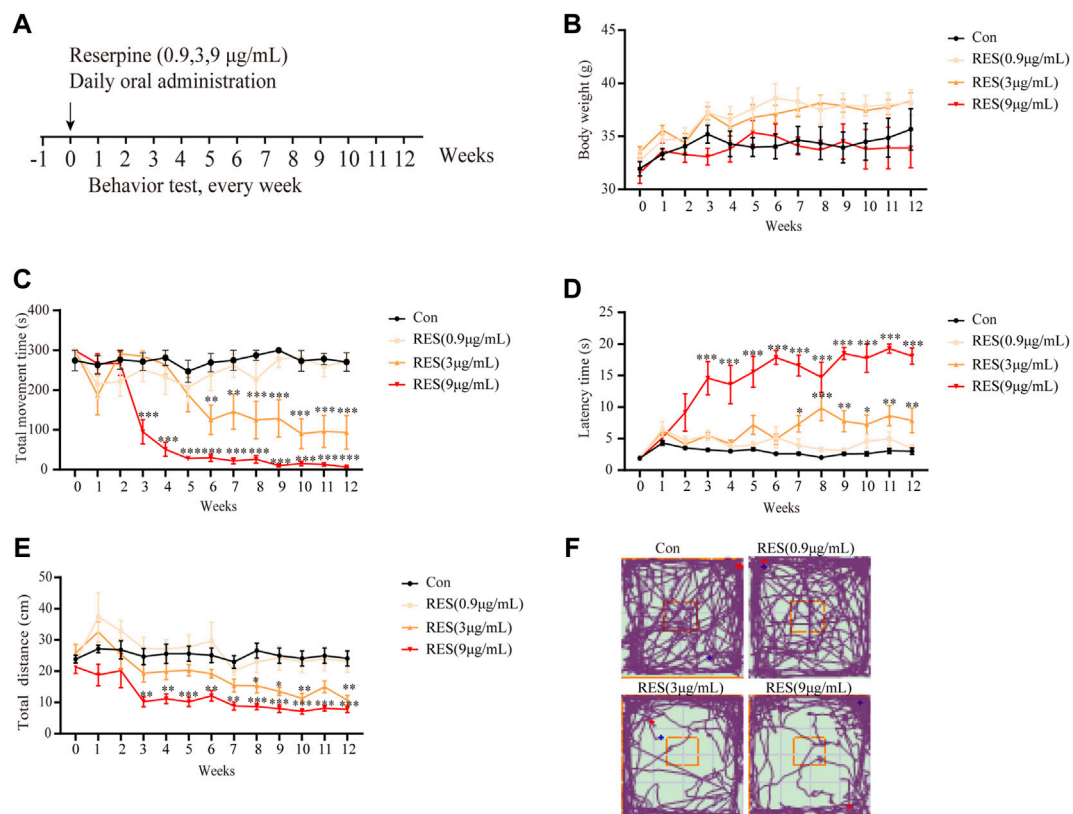 A
Reserpine (0.9,3,9 μg/mL)
Daily oral administration
-1 0 1 2 3 4 5 6 7 8 9 10 11 12 Weeks
Behavior test, every week
B
Body weight (g)
45
40
35
30
0 1 2 3 4 5 6 7 8 9 10 11 12
Weeks
Con
RES(0.9μg/mL)
RES(3μg/mL)
RES(9μg/mL)
C
Total movement time (s)
400
300
200
100
0
*** *** *** *** *** *** *** *** *** ***
** ** *** *** *** *** ***
0 1 2 3 4 5 6 7 8 9 10 11 12
Weeks
Con
RES(0.9μg/mL)
RES(3μg/mL)
RES(9μg/mL)
D
Latency time (s)
25
20
15
10
5
0
*** *** *** *** *** *** *** *** *** ***
* *** ** * ** **
0 1 2 3 4 5 6 7 8 9 10 11 12
Weeks
Con
RES(0.9μg/mL)
RES(3μg/mL)
RES(9μg/mL)
E
Total distance (cm)
60
50
40
30
20
10
0
* * ** **
** ** ** ** ** *** *** *** *** ***
0 1 2 3 4 5 6 7 8 9 10 11 12
Weeks
Con
RES(0.9μg/mL)
RES(3μg/mL)
RES(9μg/mL)
F
Con
RES(0.9μg/mL)
RES(3μg/mL)
RES(9μg/mL)